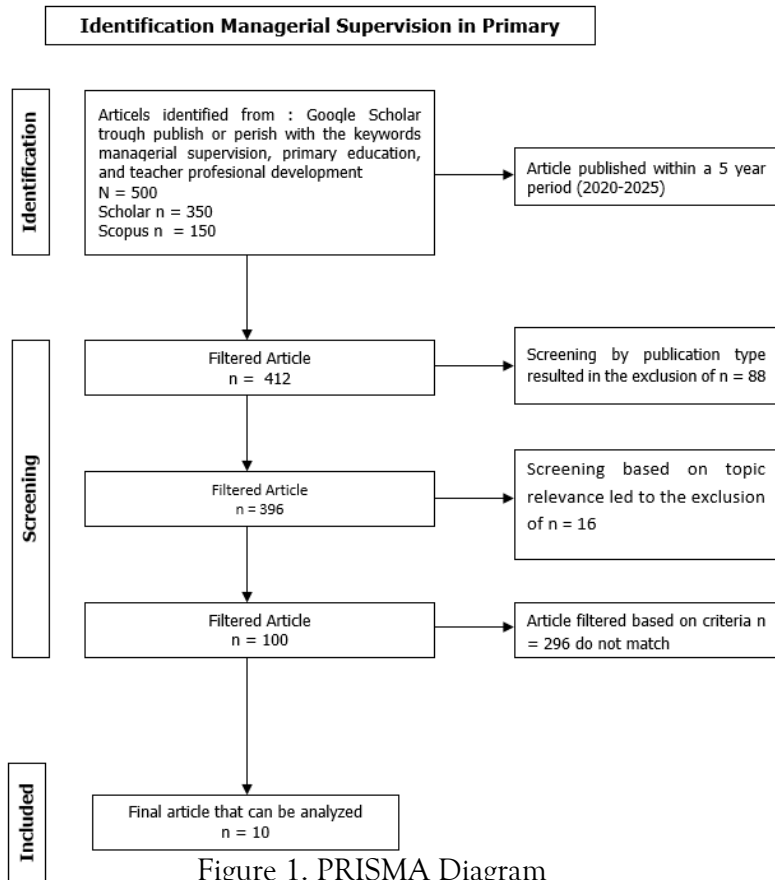 Identification Managerial Supervision in Primary
Identification
Articels identified from : Google Scholar
trough publish or perish with the keywords
managerial supervision, primary education,
and teacher profesional development
N = 500
Scholar n = 350
Scopus n = 150
Article published within a 5 year
period (2020-2025)
Screening
Filtered Article
n = 412
Screening by publication type
resulted in the exclusion of n = 88
Filtered Article
n = 396
Screening based on topic
relevance led to the exclusion
of n = 16
Filtered Article
n = 100
Article filtered based on criteria n
= 296 do not match
Included
Final article that can be analyzed
n = 10
Figure 1. PRISMA Diagram